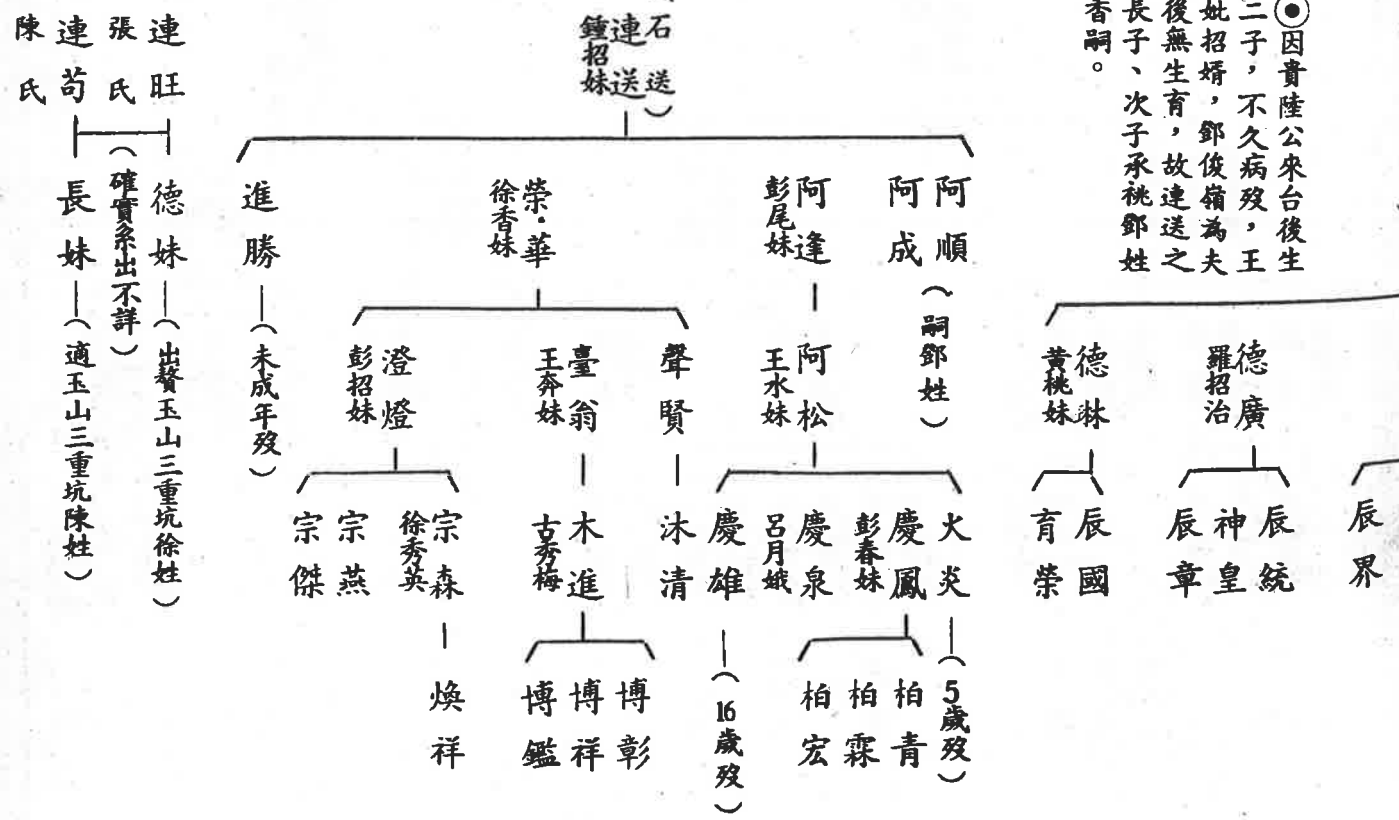 ◉因貴陸公來台後生
二子，不久病歿，王
妣招婿，鄧俊嶺為夫
後無生育，故連送之
長子、次子承祧鄧姓
香嗣。
石送）
連送
鍾招妹
連旺
張氏
連苟
陳氏
阿順（嗣鄧姓）
阿成
阿逢
彭尾妹
榮華
徐香妹
進勝（未成年歿）
德妹（出贅玉山三重坑徐姓）
（確實系出不詳）
長妹（適玉山三重坑陳姓）
德廣
羅招治
德淋
黃桃妹
阿松
王水妹
聲賢
臺翁
王奔妹
澄燈
彭招妹
辰界
辰統
神皇
辰章
辰國
育榮
火炎（5歲歿）
慶鳳
彭春妹
慶泉
呂月娥
慶雄（16歲歿）
沐清
木進
古秀梅
宗森
徐秀英
宗燕
宗傑
柏青
柏霖
柏宏
博彰
博祥
博鑑
煥祥